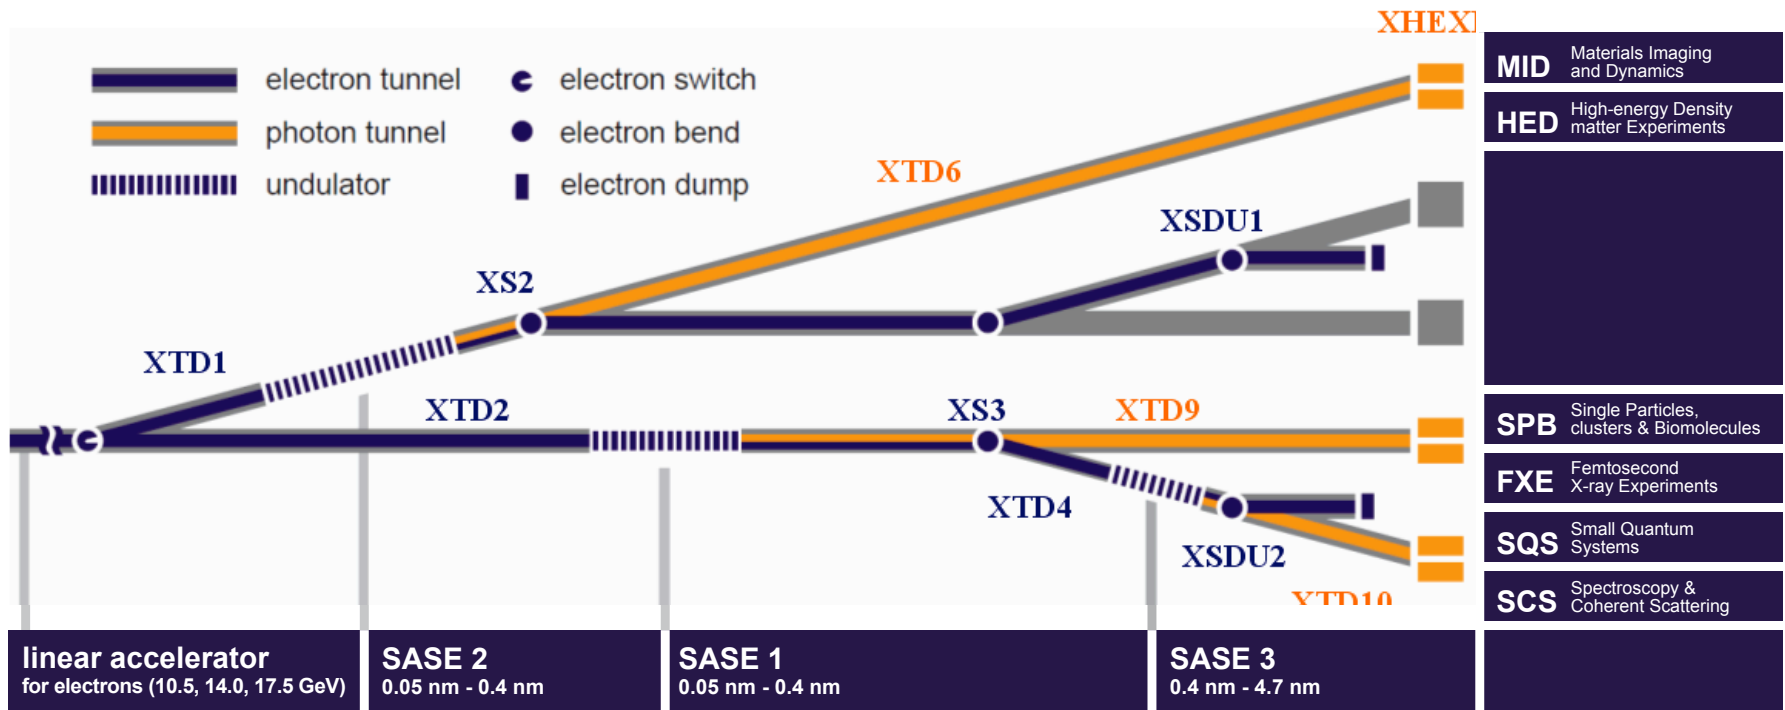 XHEX
electron tunnel
electron switch
photon tunnel
electron bend
undulator
electron dump
XTD6
XSDU1
XS2
XTD1
XTD2
XS3
XTD9
XTD4
XSDU2
XTD10
MID Materials Imaging
and Dynamics
HED High-energy Density
matter Experiments
SPB Single Particles,
clusters & Biomolecules
FXE Femtosecond
X-ray Experiments
SQS Small Quantum
Systems
SCS Spectroscopy &
Coherent Scattering
linear accelerator
for electrons (10.5, 14.0, 17.5 GeV)
SASE 2
0.05 nm - 0.4 nm
SASE 1
0.05 nm - 0.4 nm
SASE 3
0.4 nm - 4.7 nm